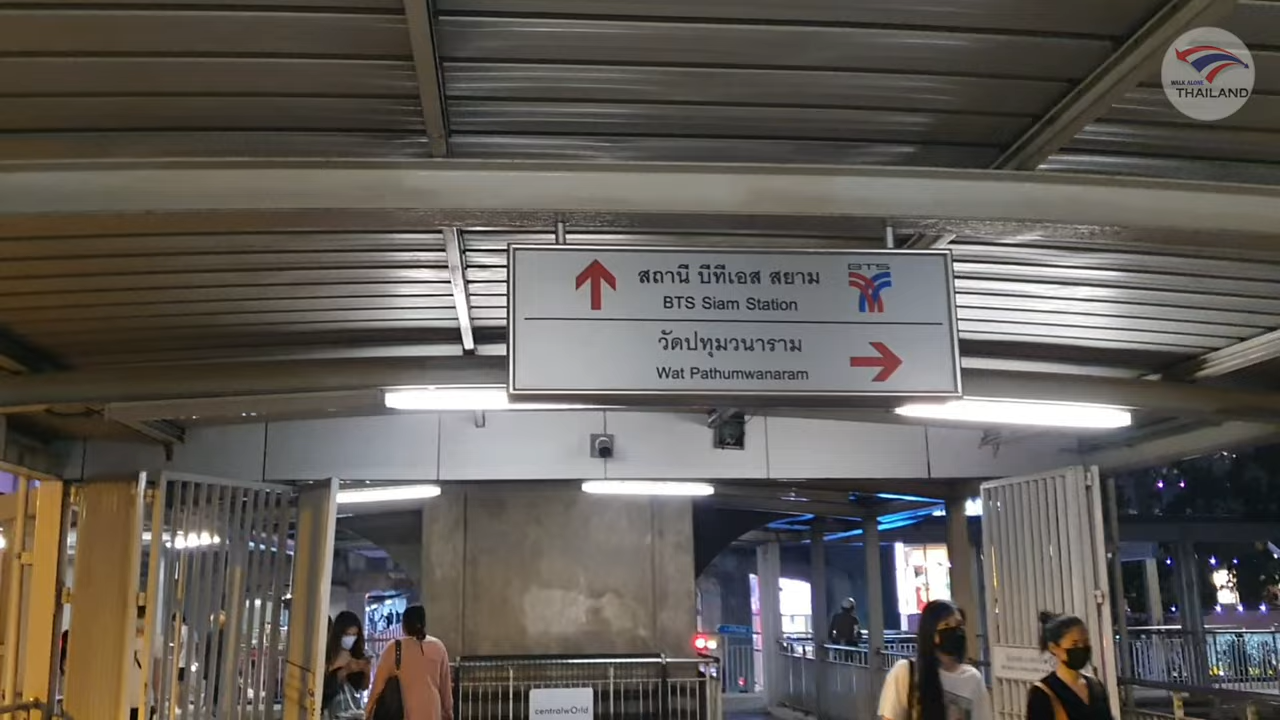 WALK ALONE
THAILAND
สถานี บีทีเอส สยาม
BTS
BTS Siam Station
วัดปทุมวนาราม
Wat Pathumwanaram
centralwOrld